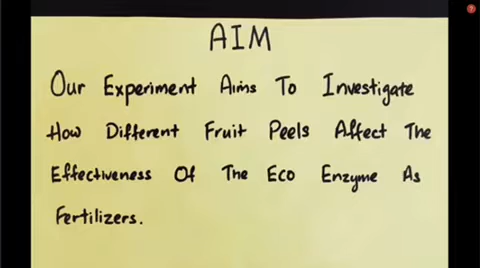 AIM
Our Experiment Aims To Investigate
How Different Fruit Peels Affect The
Effectiveness Of The Eco Enzyme As
Fertilizers.